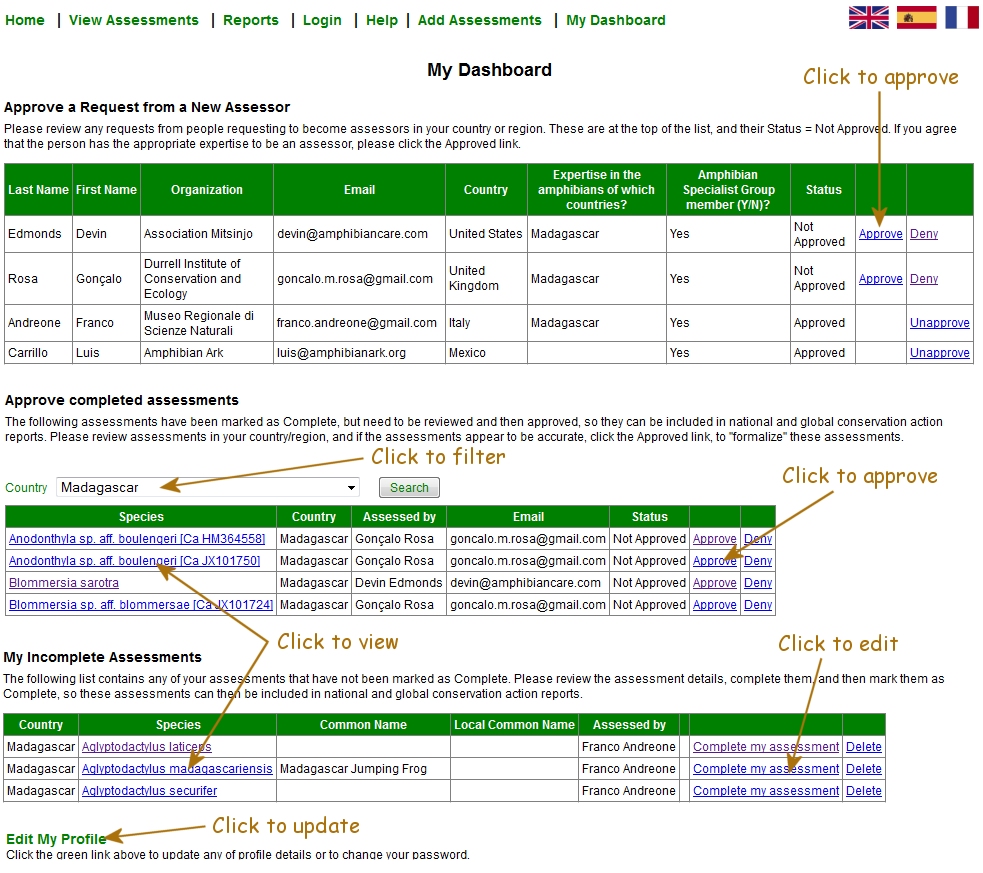 Home | View Assessments | Reports | Login | Help | Add Assessments | My Dashboard
My Dashboard
Click to approve
Approve a Request from a New Assessor
Please review any requests from people requesting to become assessors in your country or region. These are at the top of the list, and their Status = Not Approved. If you agree
that the person has the appropriate expertise to be an assessor, please click the Approved link.
Last Name First Name Organization Email Country Expertise in the amphibians of which countries? Amphibian Specialist Group member (Y/N)? Status
Edmonds Devin Association Mitsinjo devin@amphibiancare.com United States Madagascar Yes Not Approved Approve Deny
Rosa Gonçalo Durrell Institute of Conservation and Ecology goncalo.m.rosa@gmail.com United Kingdom Madagascar Yes Not Approved Approve Deny
Andreone Franco Museo Regionale di Scienze Naturali franco.andreone@gmail.com Italy Madagascar Yes Approved Unapprove
Carrillo Luis Amphibian Ark luis@amphibianark.org Mexico Yes Approved Unapprove
Approve completed assessments
The following assessments have been marked as Complete, but need to be reviewed and then approved, so they can be included in national and global conservation action
reports. Please review assessments in your country/region, and if the assessments appear to be accurate, click the Approved link, to "formalize" these assessments.
Click to filter
Click to approve
Country Madagascar Search
Species Country Assessed by Email Status
Anodonthyla sp. aff. boulengeri [Ca HM364558] Madagascar Gonçalo Rosa goncalo.m.rosa@gmail.com Not Approved Approve Deny
Anodonthyla sp. aff. boulengeri [Ca JX101750] Madagascar Gonçalo Rosa goncalo.m.rosa@gmail.com Not Approved Approve Deny
Blommersia sarotra Madagascar Devin Edmonds devin@amphibiancare.com Not Approved Approve Deny
Blommersia sp. aff. blommersae [Ca JX101724] Madagascar Gonçalo Rosa goncalo.m.rosa@gmail.com Not Approved Approve Deny
Click to view
Click to edit
My Incomplete Assessments
The following list contains any of your assessments that have not been marked as Complete. Please review the assessment details, complete them, and then mark them as
Complete, so these assessments can then be included in national and global conservation action reports.
Country Species Common Name Local Common Name Assessed by
Madagascar Aglyptodactylus laticeps Franco Andreone Complete my assessment Delete
Madagascar Aglyptodactylus madagascariensis Madagascar Jumping Frog Franco Andreone Complete my assessment Delete
Madagascar Aglyptodactylus securifer Franco Andreone Complete my assessment Delete
Click to update
Edit My Profile
Click the green link above to update any of profile details or to change your password.